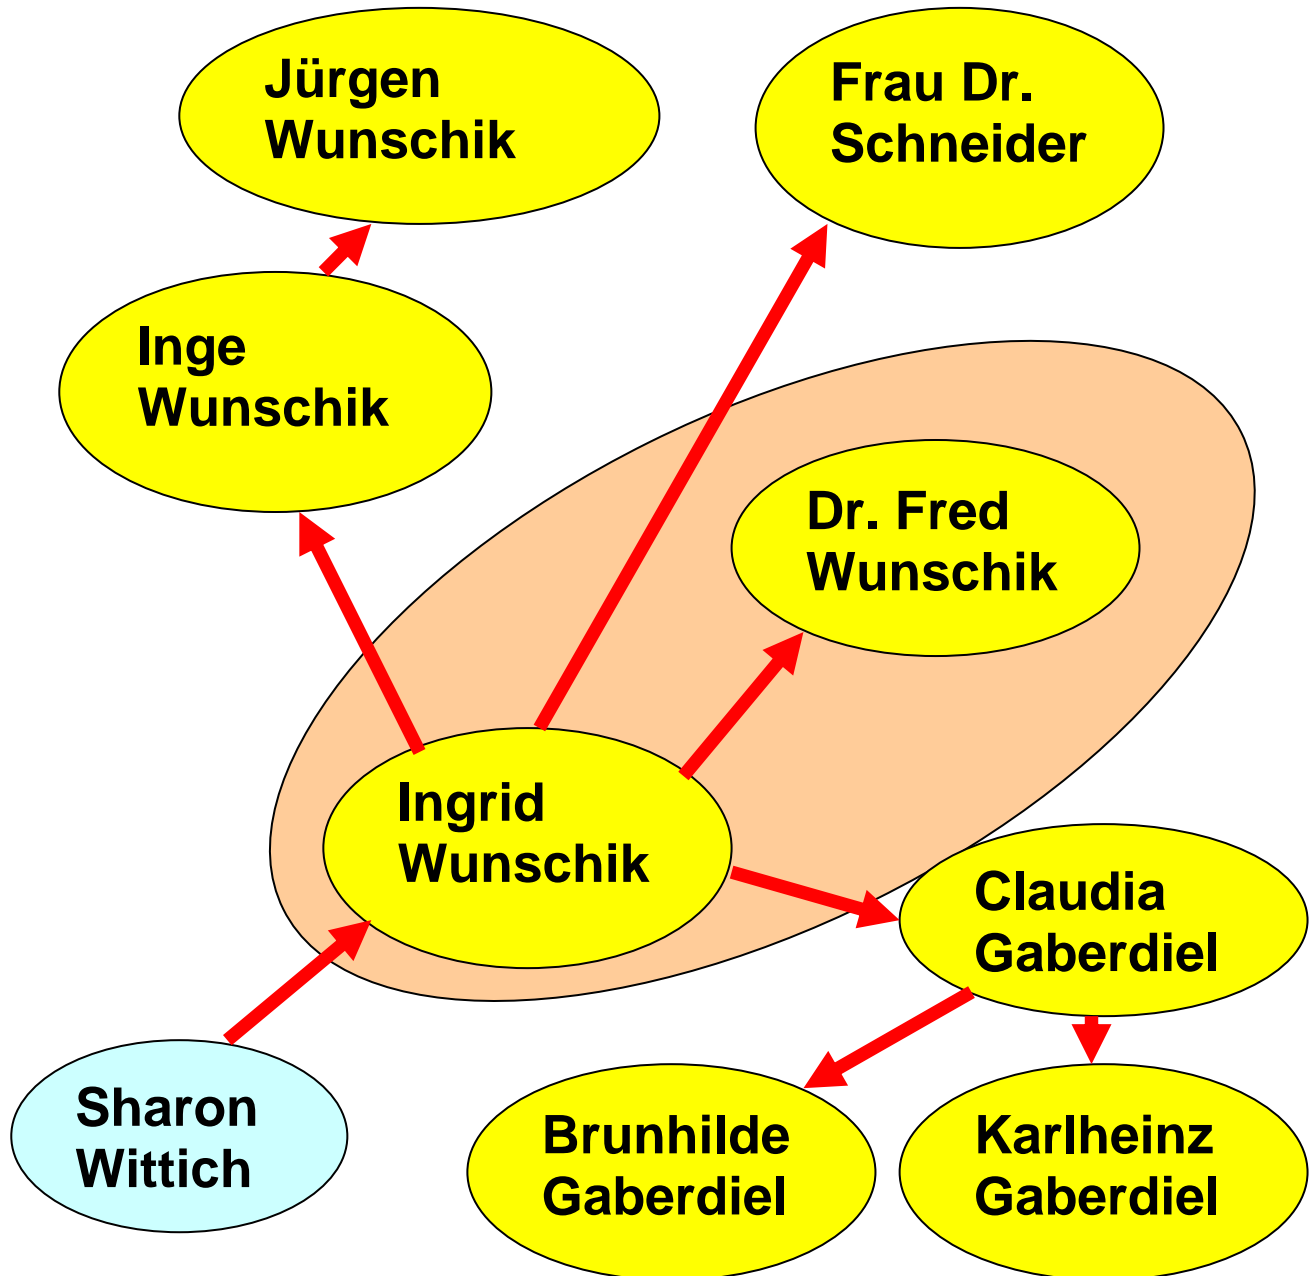 Jürgen
Wunschik
Frau Dr.
Schneider
Inge
Wunschik
Dr. Fred
Wunschik
Ingrid
Wunschik
Claudia
Gaberdiel
Sharon
Wittich
Brunhilde
Gaberdiel
Karlheinz
Gaberdiel